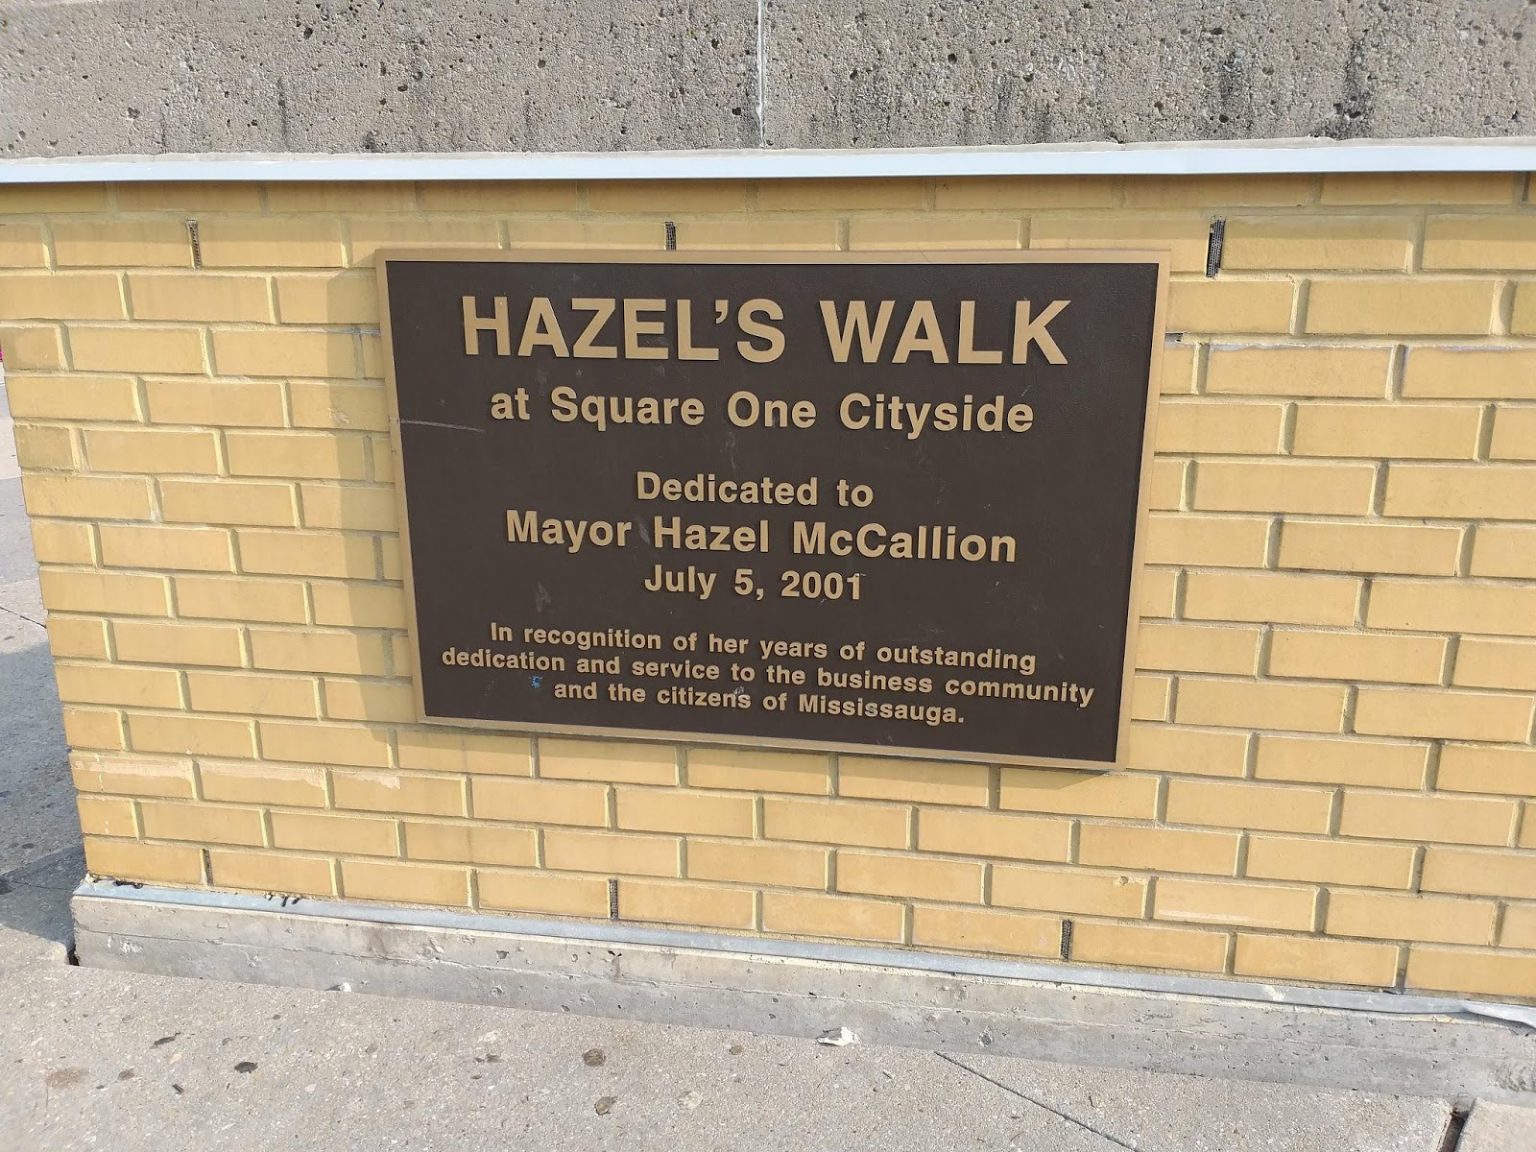 HAZEL'S WALK
at Square One Cityside
Dedicated to
Mayor Hazel McCallion
July 5, 2001
In recognition of her years of outstanding
dedication and service to the business community
and the citizens of Mississauga.